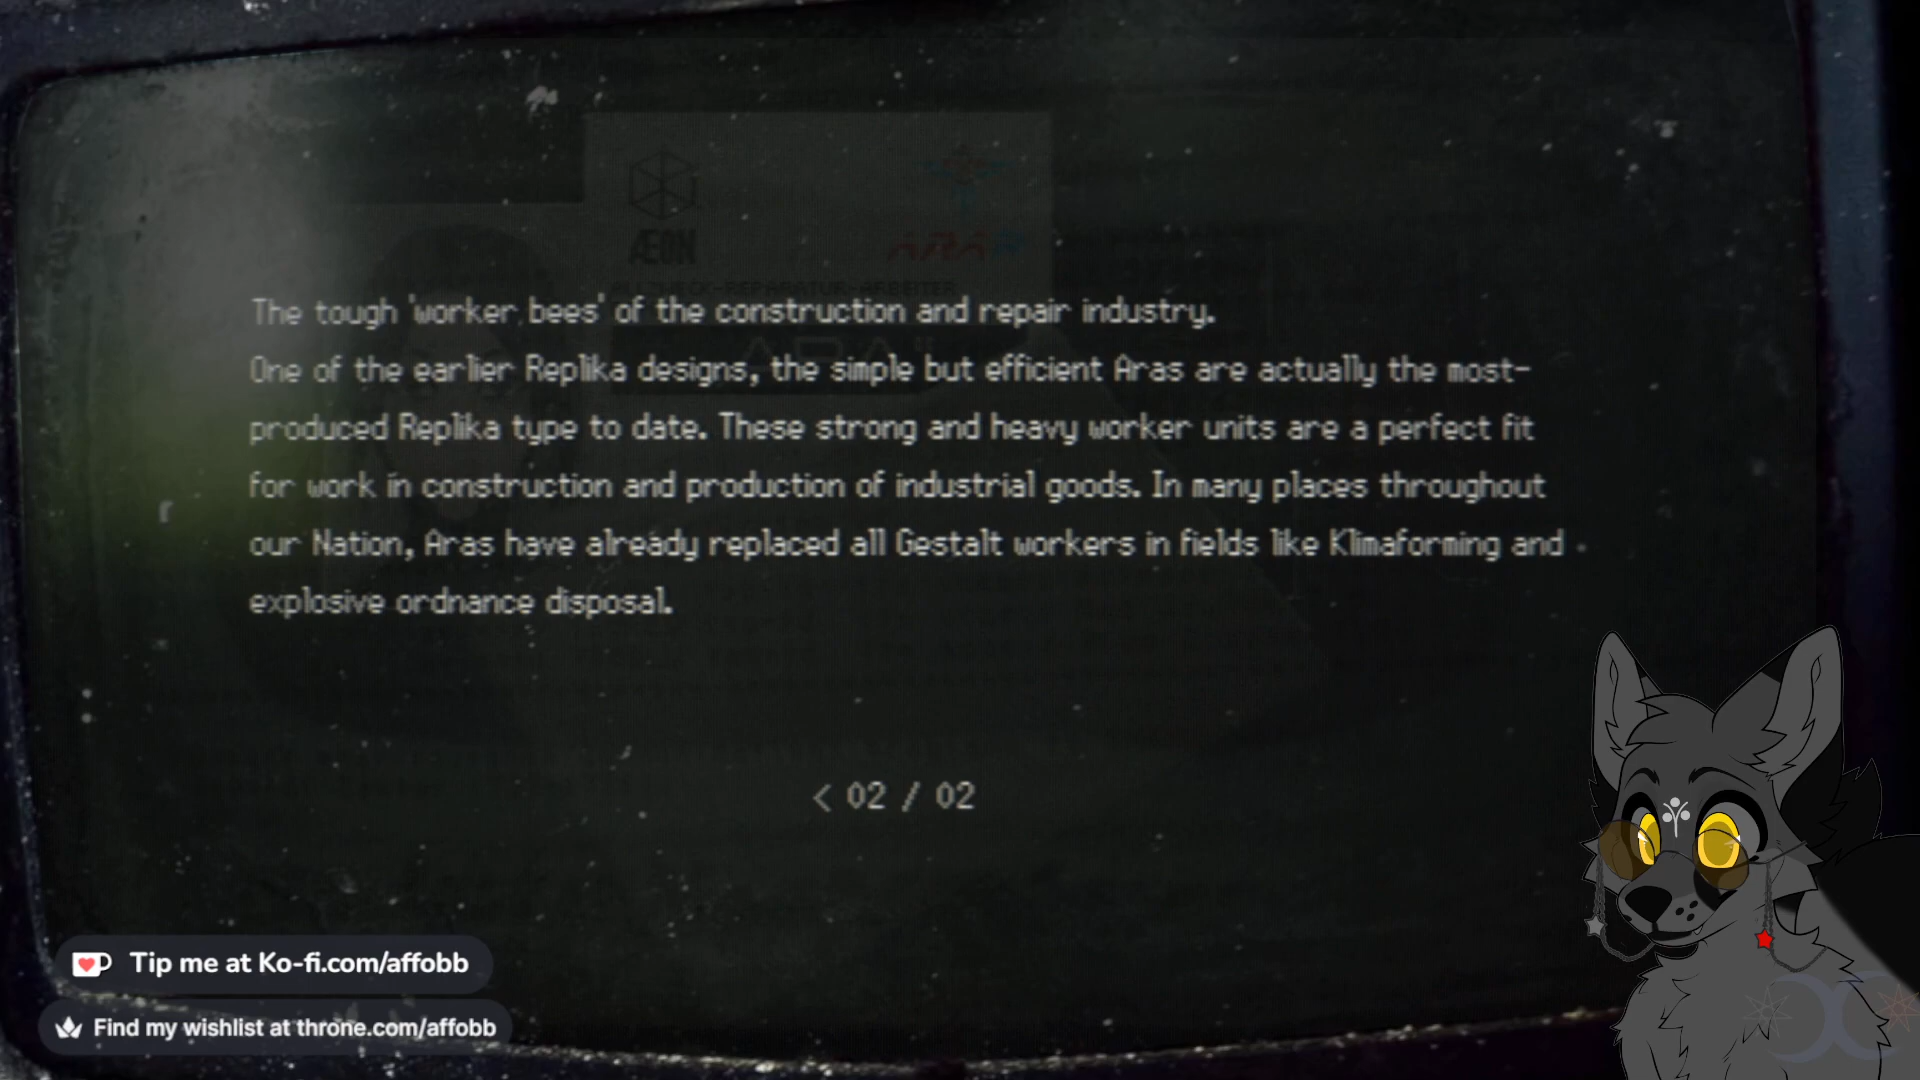 ÆON
ARA
ALLZWECK-REPARATUR-ARBEITER
The tough 'worker bees' of the construction and repair industry.
One of the earlier Replika designs, the simple but efficient Aras are actually the most-
produced Replika type to date. These strong and heavy worker units are a perfect fit
for work in construction and production of industrial goods. In many places throughout
our Nation, Aras have already replaced all Gestalt workers in fields like Klimaforming and
explosive ordnance disposal.
< 02 / 02
Tip me at Ko-fi.com/affobb
Find my wishlist at throne.com/affobb